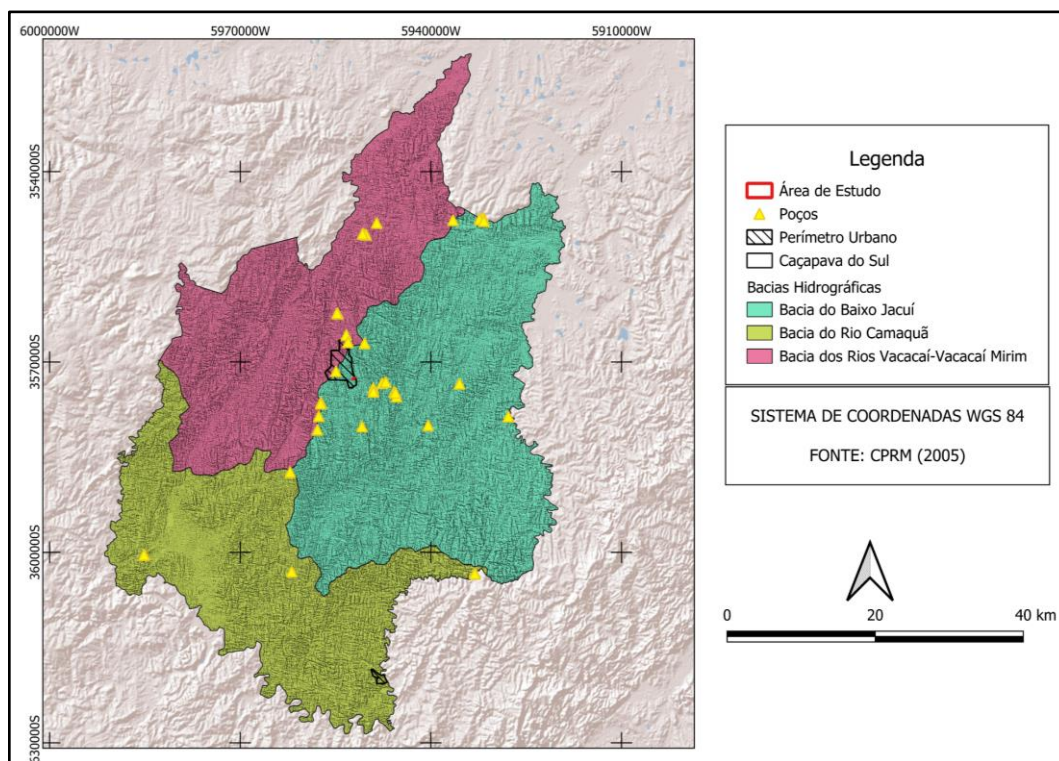 6000000W 5970000W 5940000W 5910000W
3540000S
3570000S
3600000S
6300000S
Legenda
Área de Estudo
Poços
Perímetro Urbano
Caçapava do Sul
Bacias Hidrográficas
Bacia do Baixo Jacuí
Bacia do Rio Camaquã
Bacia dos Rios Vacacaí-Vacacaí Mirim
SISTEMA DE COORDENADAS WGS 84
FONTE: CPRM (2005)
0 20 40 km